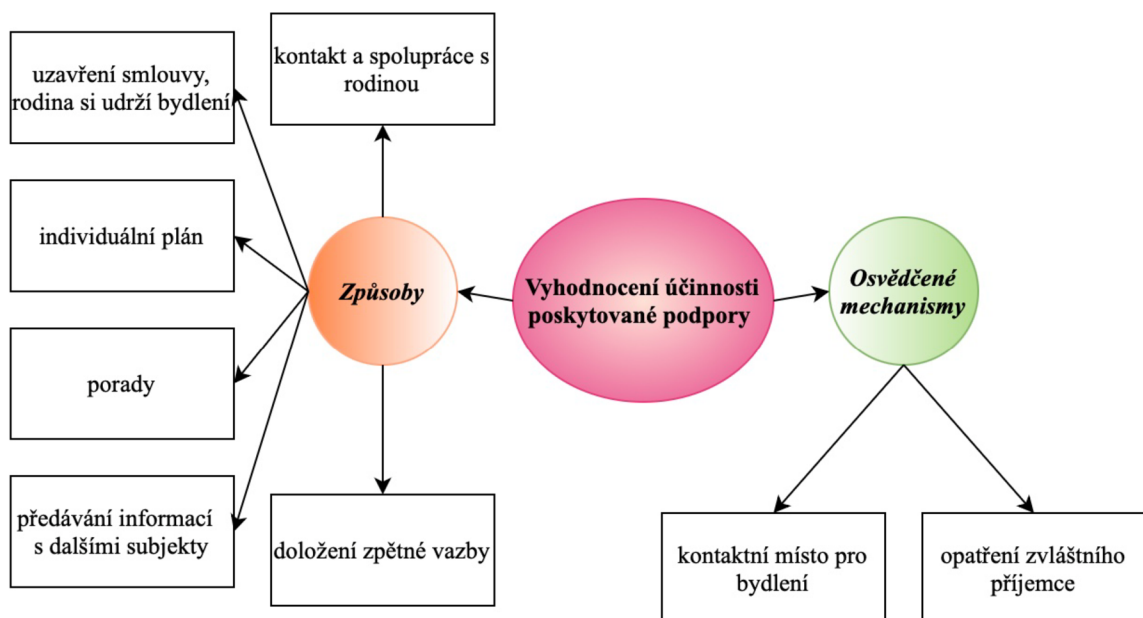 uzavření smlouvy,
rodina si udrží bydlení
kontakt a spolupráce s
rodinou
individuální plán
porady
předávání informací
s dalšími subjekty
doložení zpětné vazby
Způsoby
Vyhodnocení účinnosti
poskytované podpory
Osvědčené
mechanismy
kontaktní místo pro
bydlení
opatření zvláštního
příjemce